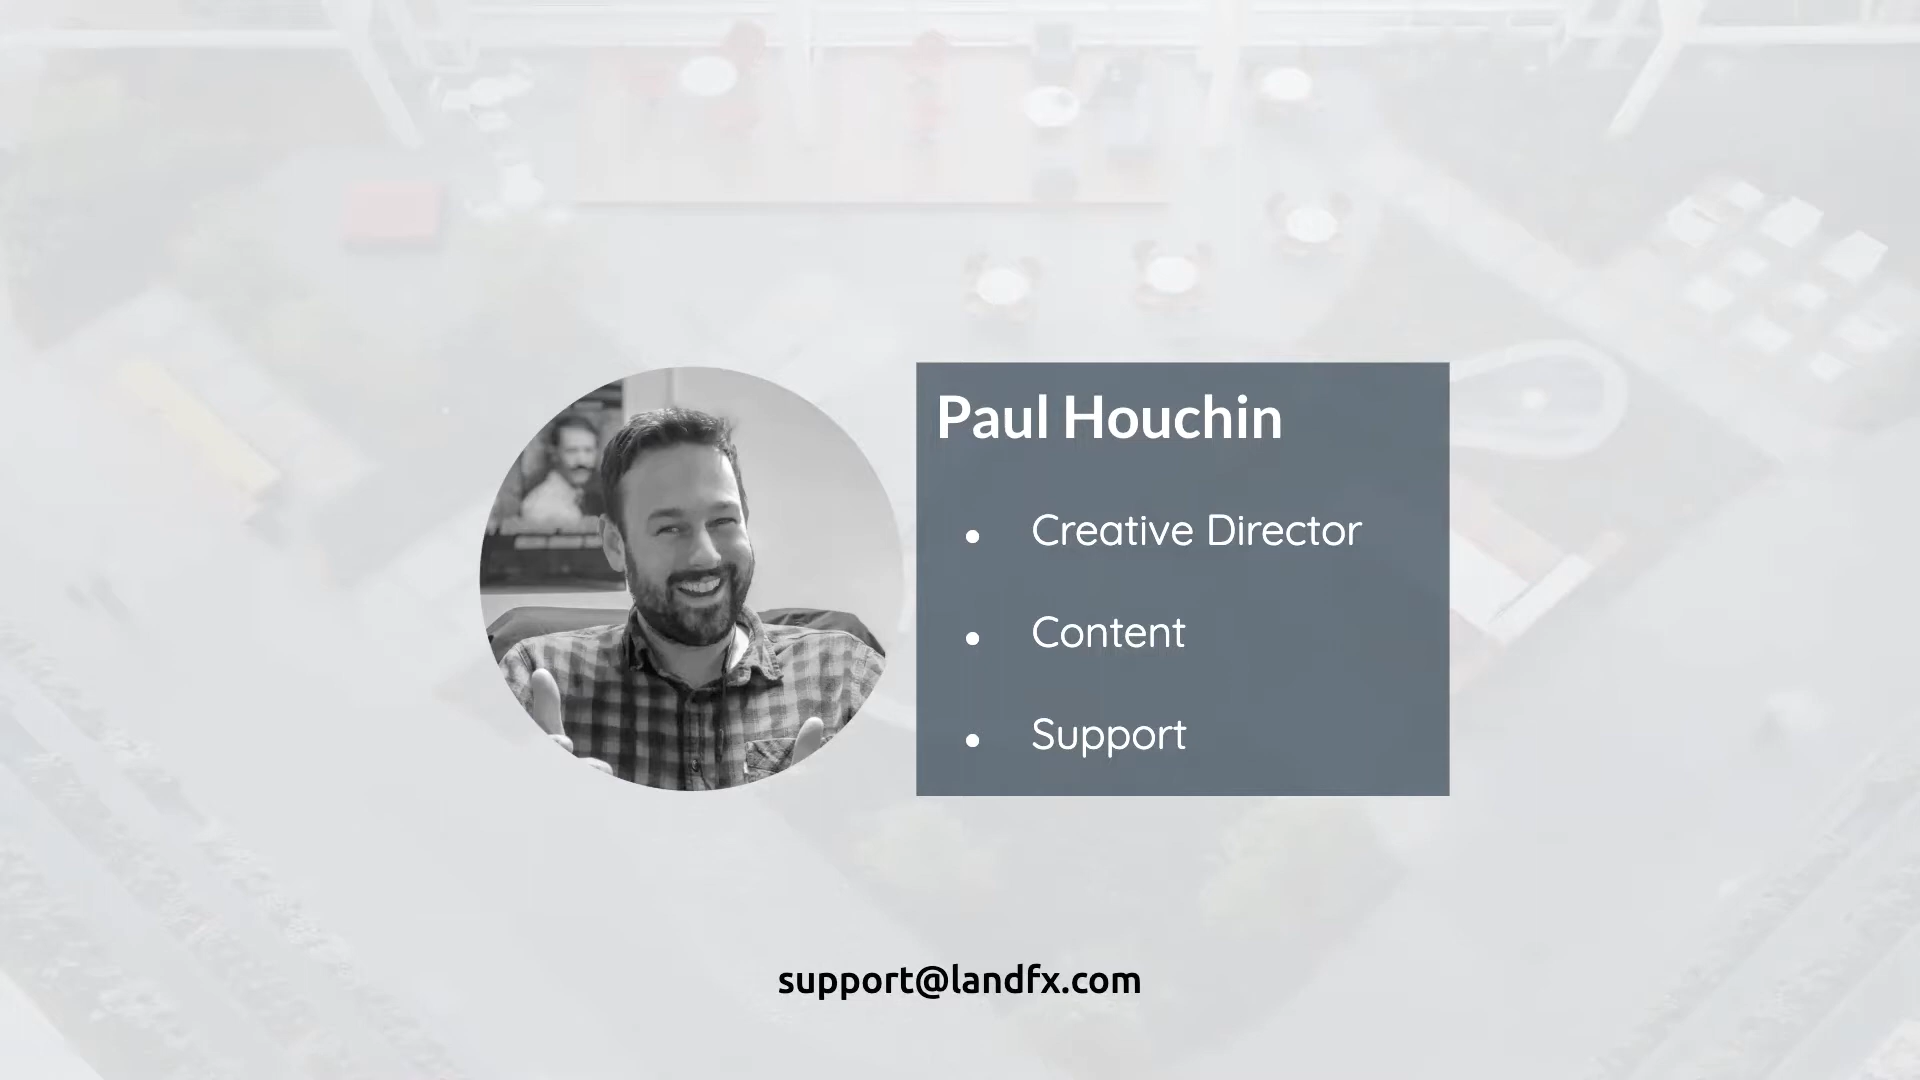 Paul Houchin
• Creative Director
• Content
• Support
support@landfx.com